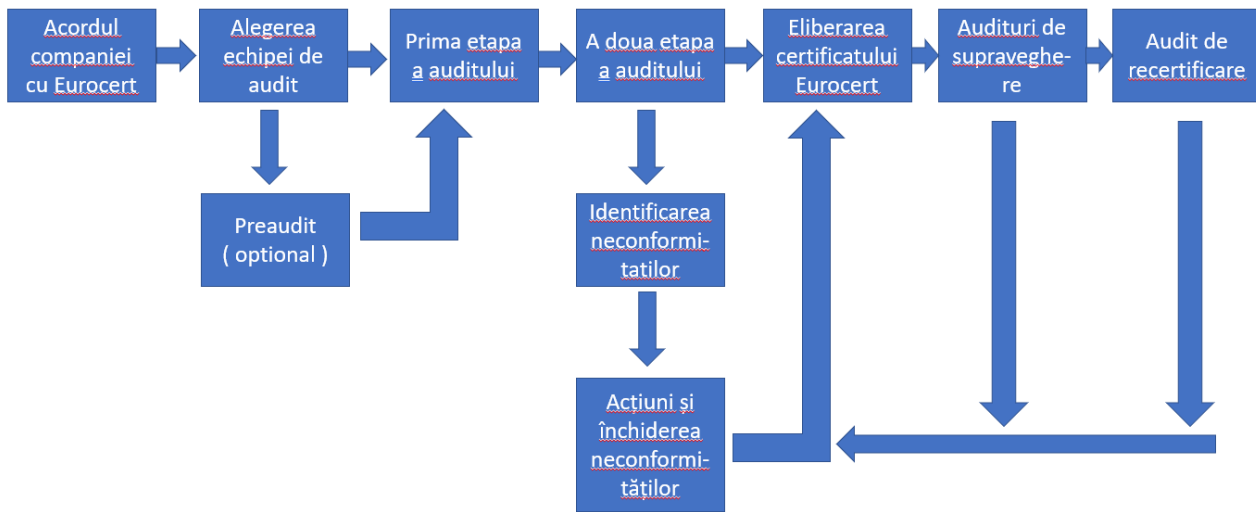 Acordul
companiei
cu Eurocert
Alegerea
echipei de
audit
Prima etapa
a auditului
A doua etapa
a auditului
Eliberarea
certificatului
Eurocert
Audituri de
supraveghe-
re
Audit de
recertificare
Preaudit
( optional )
Identificarea
neconformi-
tatilor
Acțiuni și
închiderea
neconformi-
tăților